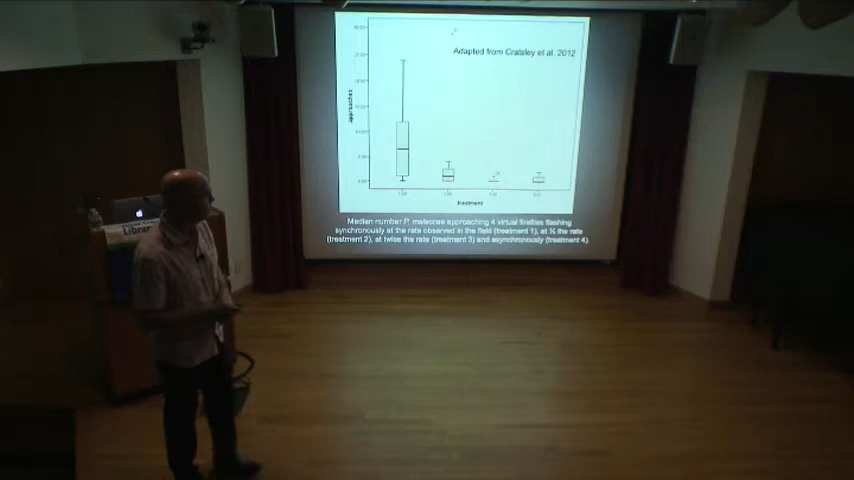 Adapted from Cratsley et al. 2012
approaches
treatment
Median number P. malaccae approaching 4 virtual fireflies flashing
synchronously at the rate observed in the field (treatment 1), at ½ the rate
(treatment 2), at twice the rate (treatment 3) and asynchronously (treatment 4).
Librar